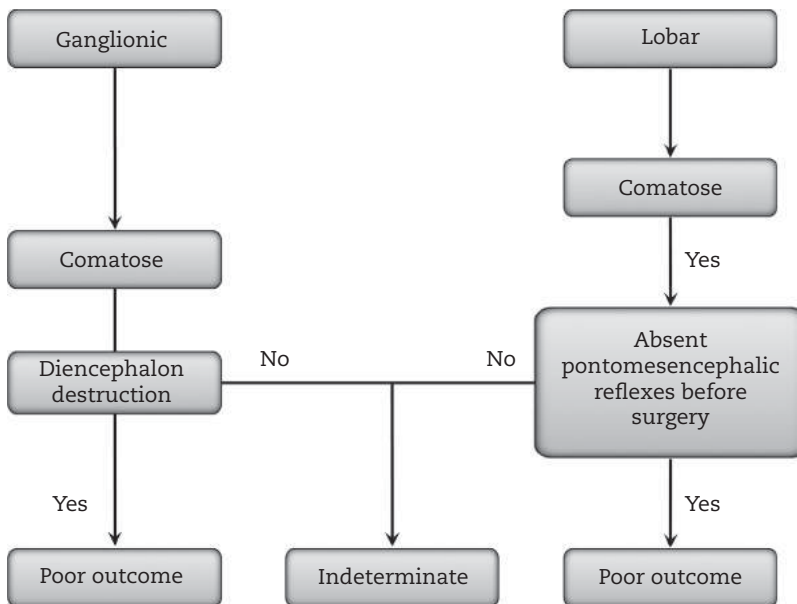 Ganglionic
Lobar
Comatose
Yes
Comatose
Diencephalon
destruction
No
No
Absent
pontomesencephalic
reflexes before
surgery
Yes
Yes
Poor outcome
Indeterminate
Poor outcome